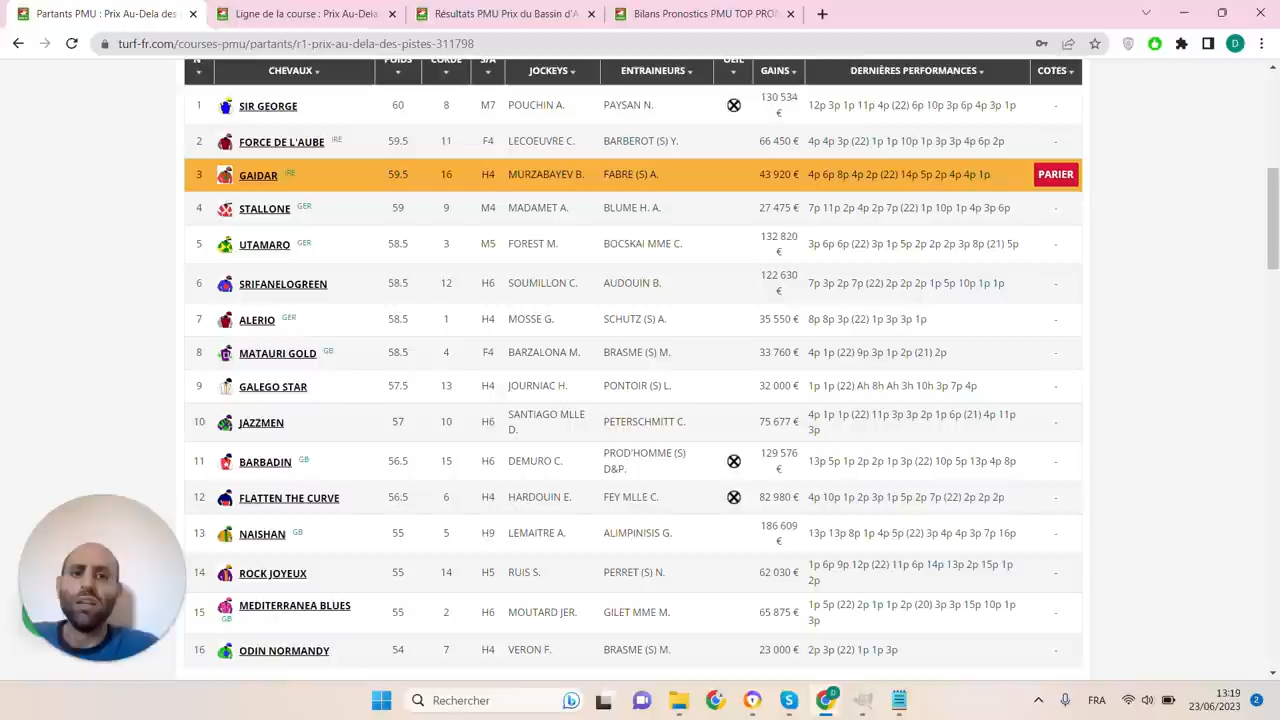 Partants PMU : Prix Au-Dela des
Ligne de la course : Prix Au-Dela
Résultats PMU Prix du Bassin d'A
Bilans Pronostics PMU TOP PRON
turf-fr.com/courses-pmu/partants/r1-prix-au-dela-des-pistes-311798
N° CHEVAUX POIDS CORDE S/A JOCKEYS ENTRAINEURS OEIL GAINS DERNIÈRES PERFORMANCES COTES
1 SIR GEORGE 60 8 M7 POUCHIN A. PAYSAN N. 130 534 € 12p 3p 1p 11p 4p (22) 6p 10p 3p 6p 4p 3p 1p -
2 FORCE DE L'AUBE IRE 59.5 11 F4 LECOEUVRE C. BARBEROT (S) Y. 66 450 € 4p 4p 3p (22) 1p 1p 10p 1p 3p 3p 4p 6p 2p -
3 GAIDAR IRE 59.5 16 H4 MURZABAYEV B. FABRE (S) A. 43 920 € 4p 6p 8p 4p 2p (22) 14p 5p 2p 4p 4p 1p PARIER
4 STALLONE GER 59 9 M4 MADAMET A. BLUME H. A. 27 475 € 7p 11p 2p 4p 2p 7p (22) 1p 10p 1p 4p 3p 6p -
5 UTAMARO GER 58.5 3 M5 FOREST M. BOCSKAI MME C. 132 820 € 3p 6p 6p (22) 3p 1p 5p 2p 2p 2p 3p 8p (21) 5p -
6 SRIFANELOGREEN 58.5 12 H6 SOUMILLON C. AUDOUIN B. 122 630 € 7p 3p 2p 7p (22) 2p 2p 2p 1p 5p 10p 1p 1p -
7 ALERIO GER 58.5 1 H4 MOSSE G. SCHUTZ (S) A. 35 550 € 8p 8p 3p (22) 1p 3p 3p 1p -
8 MATAURI GOLD GB 58.5 4 F4 BARZALONA M. BRASME (S) M. 33 760 € 4p 1p (22) 9p 3p 1p 2p (21) 2p -
9 GALEGO STAR 57.5 13 H4 JOURNIAC H. PONTOIR (S) L. 32 000 € 1p 1p (22) Ah 8h Ah 3h 10h 3p 7p 4p -
10 JAZZMEN 57 10 H6 SANTIAGO MLLE D. PETERSCHMITT C. 75 677 € 4p 1p 1p (22) 11p 3p 3p 2p 1p 6p (21) 4p 11p 3p -
11 BARBADIN GB 56.5 15 H6 DEMURO C. PROD'HOMME (S) D&P. 129 576 € 13p 5p 1p 2p 2p 1p 3p (22) 10p 5p 13p 4p 8p -
12 FLATTEN THE CURVE 56.5 6 H4 HARDOUIN E. FEY MLLE C. 82 980 € 4p 10p 1p 2p 3p 1p 5p 2p 7p (22) 2p 2p 2p -
13 NAISHAN GB 55 5 H9 LEMAITRE A. ALIMPINISIS G. 186 609 € 13p 13p 8p 1p 4p 5p (22) 3p 4p 4p 3p 7p 16p -
14 ROCK JOYEUX 55 14 H5 RUIS S. PERRET (S) N. 62 030 € 1p 6p 9p 12p (22) 11p 6p 14p 13p 2p 15p 1p 2p -
15 MEDITERRANEA BLUES GB 55 2 H6 MOUTARD JER. GILET MME M. 65 875 € 1p 5p (22) 2p 1p 1p 2p (20) 3p 3p 15p 10p 1p 3p -
16 ODIN NORMANDY 54 7 H4 VERON F. BRASME (S) M. 23 000 € 2p 3p (22) 1p 1p 3p -
Rechercher
FRA 13:19
23/06/2023 2